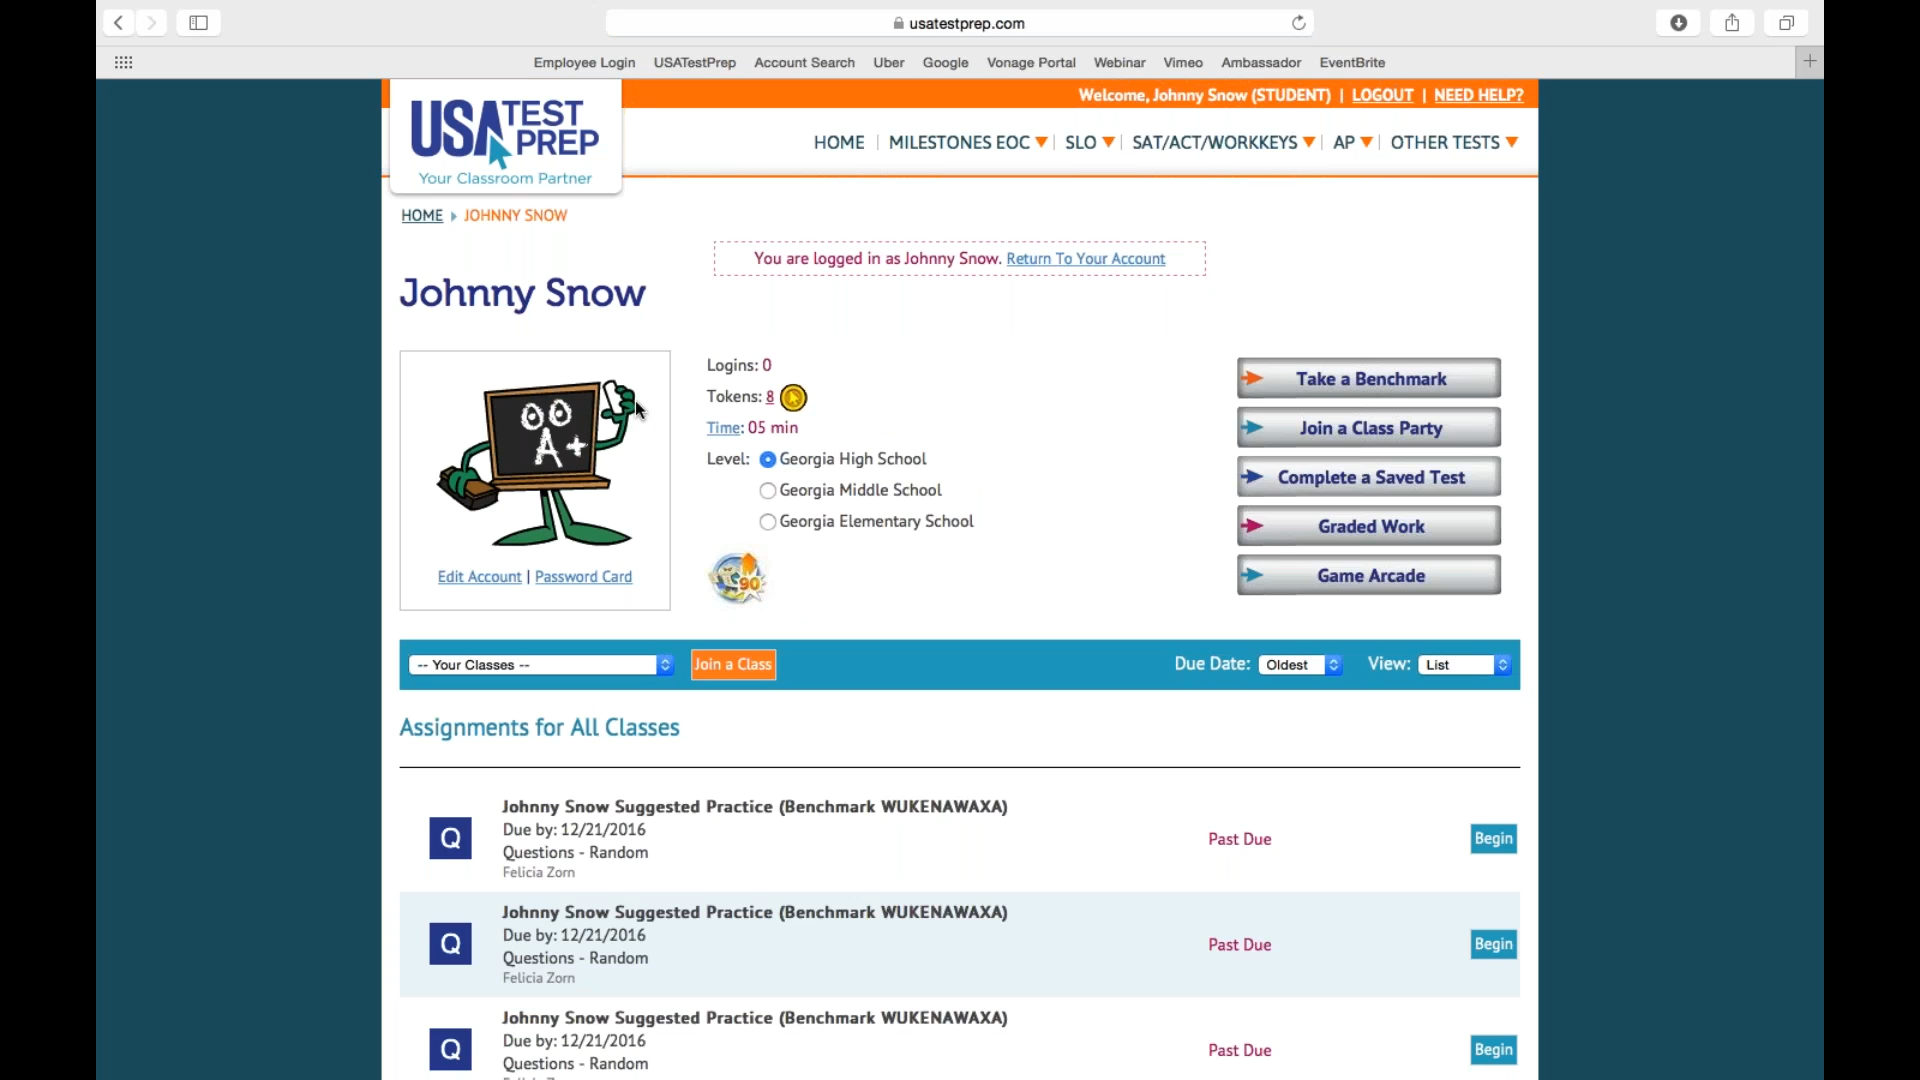 usatestprep.com
Employee Login USATestPrep Account Search Uber Google Vonage Portal Webinar Vimeo Ambassador EventBrite
Welcome, Johnny Snow (STUDENT) | LOGOUT | NEED HELP?
USA TEST PREP
Your Classroom Partner
HOME MILESTONES EOC SLO SAT/ACT/WORKKEYS AP OTHER TESTS
HOME JOHNNY SNOW
You are logged in as Johnny Snow. Return To Your Account
Johnny Snow
A+
Edit Account | Password Card
Logins: 0
Tokens: 8
Time: 05 min
Level: Georgia High School
Georgia Middle School
Georgia Elementary School
90
Take a Benchmark
Join a Class Party
Complete a Saved Test
Graded Work
Game Arcade
-- Your Classes -- Join a Class Due Date: Oldest View: List
Assignments for All Classes
Johnny Snow Suggested Practice (Benchmark WUKENAWAXA)
Due by: 12/21/2016
Q Past Due Begin
Questions - Random
Felicia Zorn
Johnny Snow Suggested Practice (Benchmark WUKENAWAXA)
Due by: 12/21/2016
Q Past Due Begin
Questions - Random
Felicia Zorn
Johnny Snow Suggested Practice (Benchmark WUKENAWAXA)
Due by: 12/21/2016
Q Past Due Begin
Questions - Random